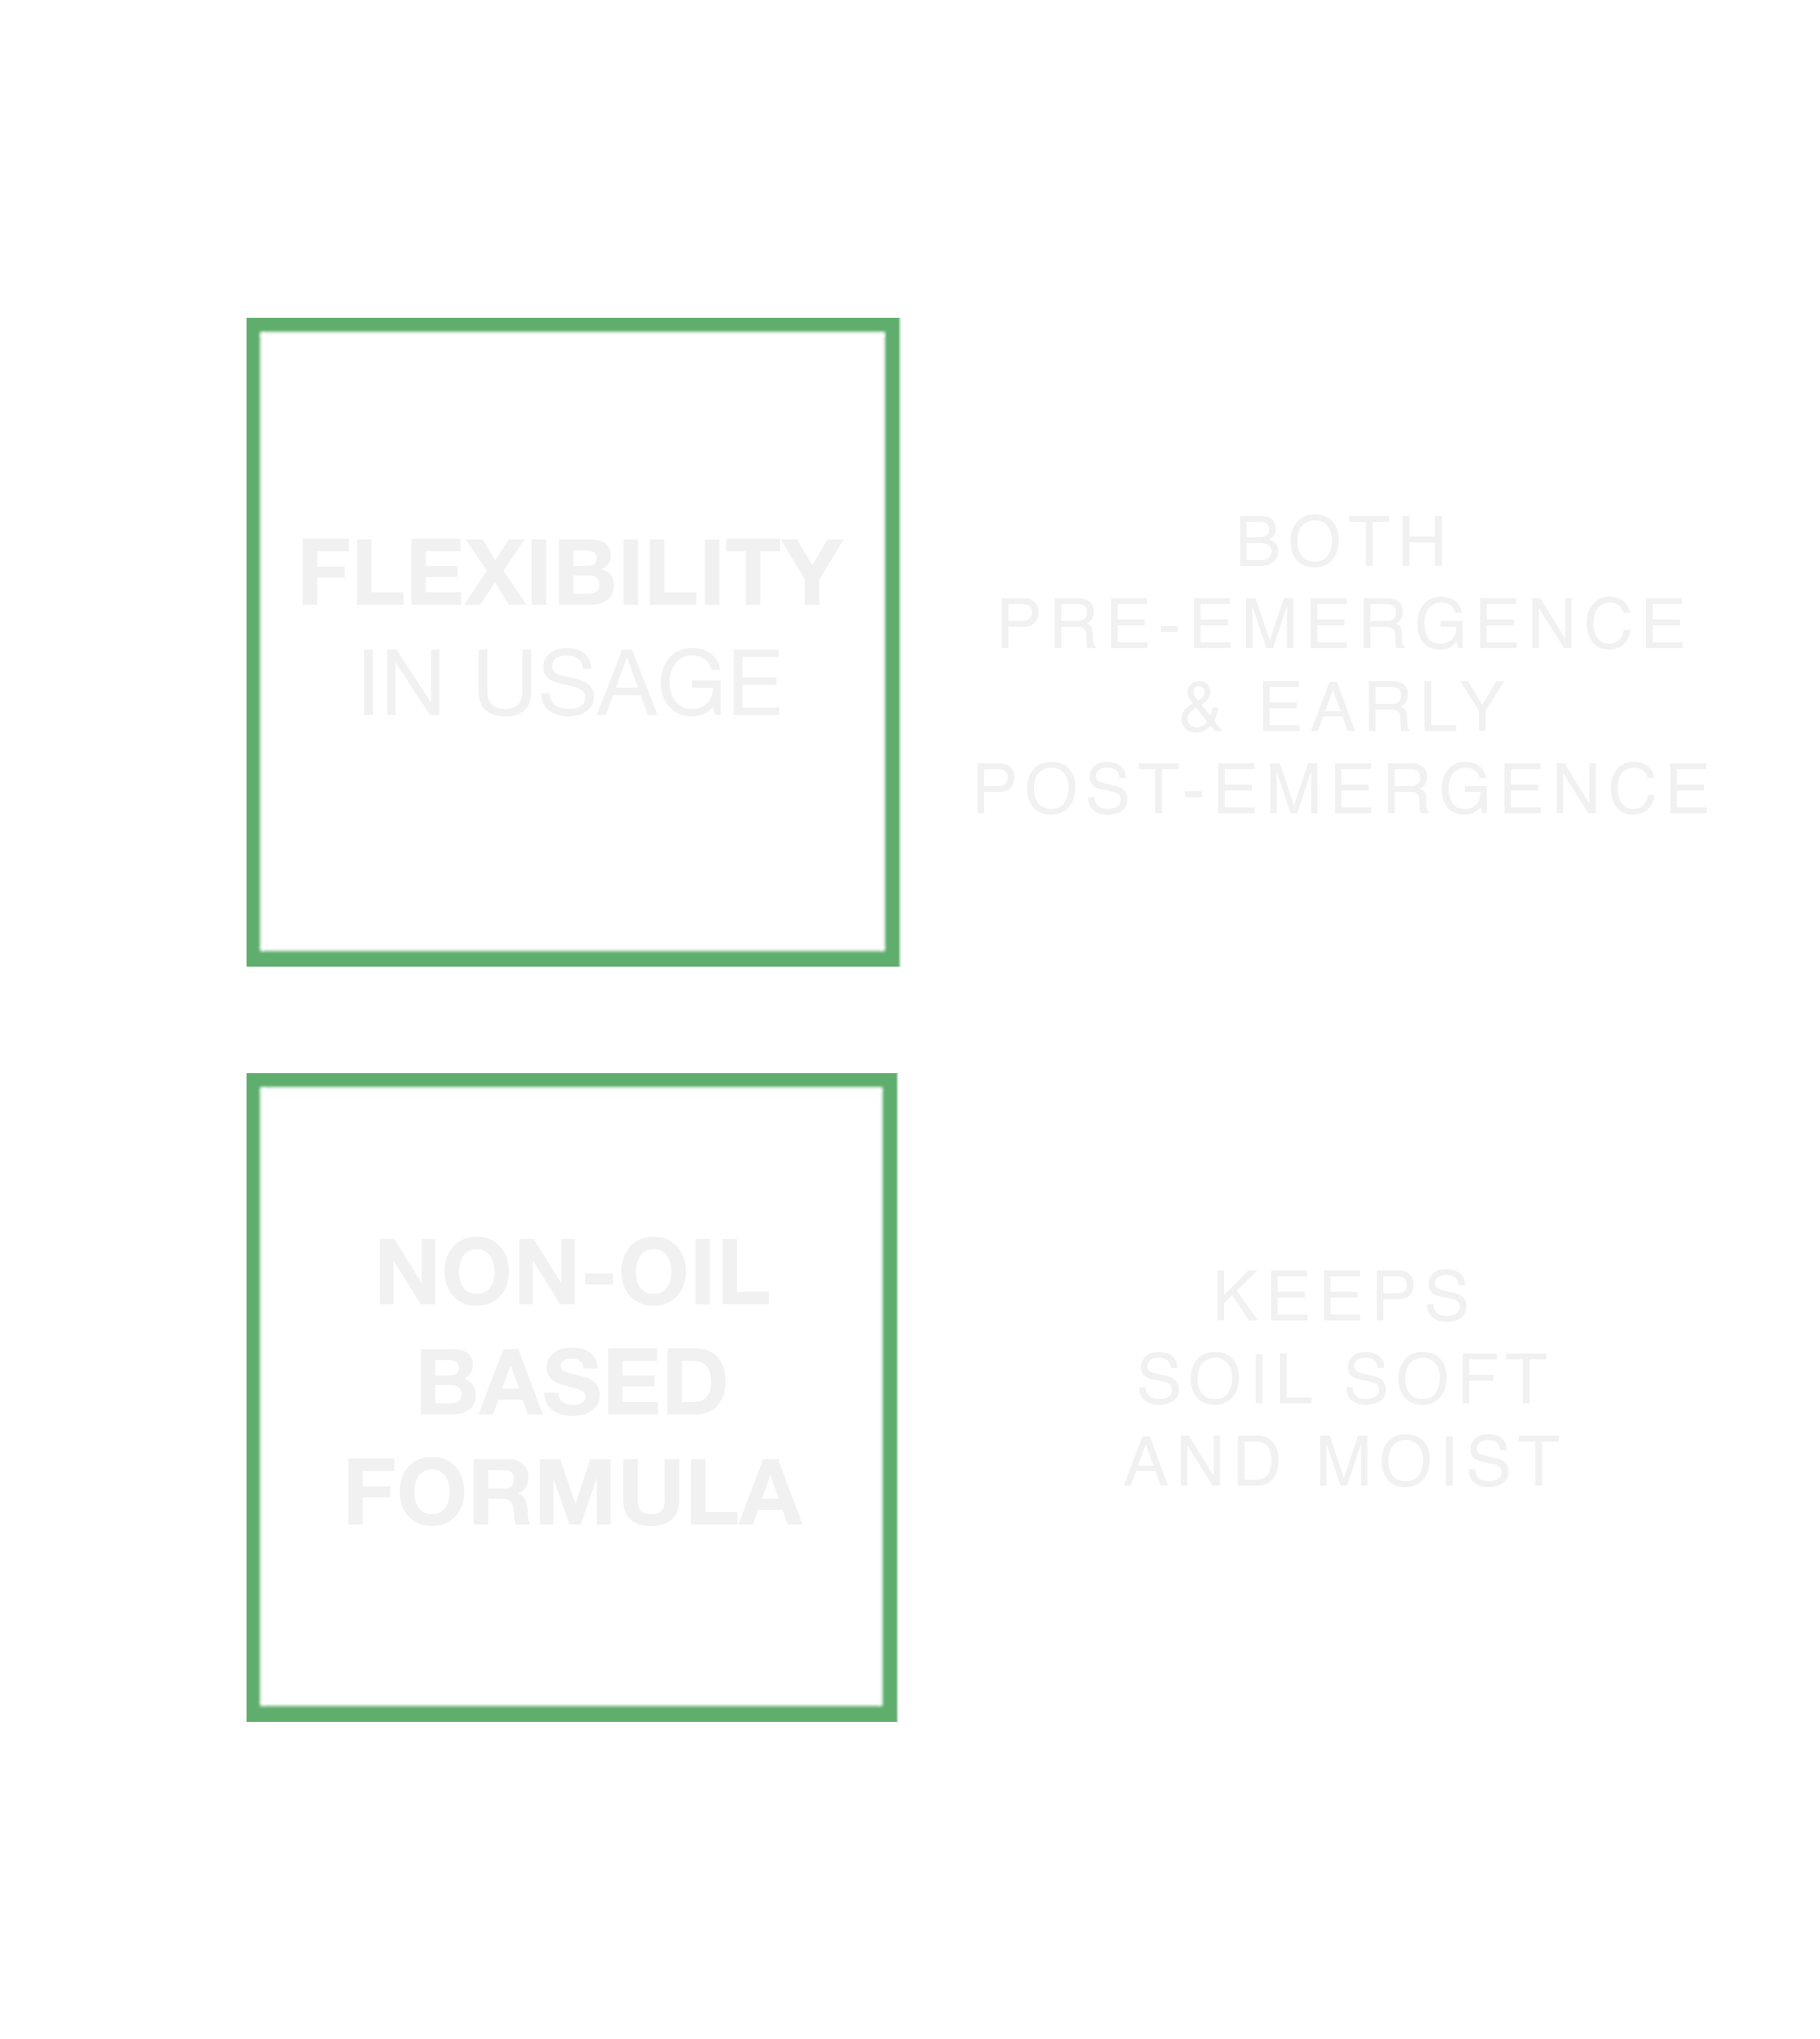 FLEXIBILITY
IN USAGE
BOTH
PRE-EMERGENCE
& EARLY
POST-EMERGENCE
NON-OIL
BASED
FORMULA
KEEPS
SOIL SOFT
AND MOIST